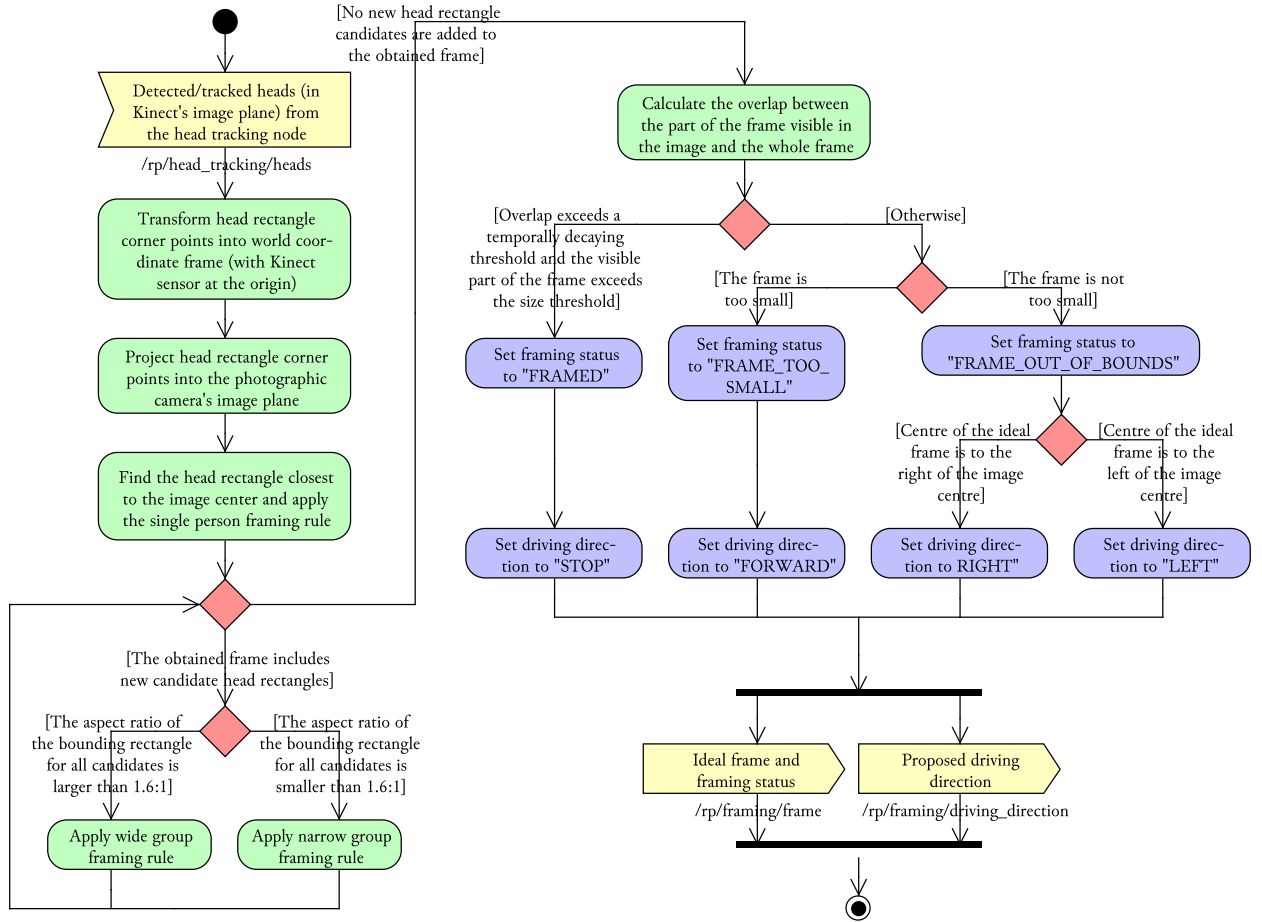 Detected/tracked heads (in
Kinect's image plane) from
the head tracking node
/rp/head_tracking/heads
Transform head rectangle
corner points into world coor-
dinate frame (with Kinect
sensor at the origin)
Project head rectangle corner
points into the photographic
camera's image plane
Find the head rectangle closest
to the image center and apply
the single person framing rule
[The obtained frame includes
new candidate head rectangles]
[The aspect ratio of
the bounding rectangle
for all candidates is
larger than 1.6:1]
[The aspect ratio of
the bounding rectangle
for all candidates is
smaller than 1.6:1]
Apply wide group
framing rule
Apply narrow group
framing rule
[No new head rectangle
candidates are added to
the obtained frame]
Calculate the overlap between
the part of the frame visible in
the image and the whole frame
[Overlap exceeds a
temporally decaying
threshold and the visible
part of the frame exceeds
the size threshold]
[Otherwise]
[The frame is
too small]
[The frame is not
too small]
Set framing status
to "FRAMED"
Set framing status
to "FRAME_TOO_
SMALL"
Set framing status to
"FRAME_OUT_OF_BOUNDS"
[Centre of the ideal
frame is to the
right of the image
centre]
[Centre of the ideal
frame is to the
left of the image
centre]
Set driving direc-
tion to "STOP"
Set driving direc-
tion to "FORWARD"
Set driving direc-
tion to RIGHT"
Set driving direc-
tion to "LEFT"
Ideal frame and
framing status
/rp/framing/frame
Proposed driving
direction
/rp/framing/driving_direction